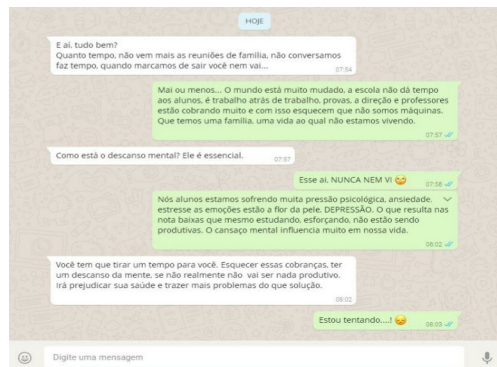 HOJE
E aí, tudo bem?
Quanto tempo, não vem mais as reuniões de família, não conversamos
faz tempo, quando marcamos de sair você nem vai... 07:54
Mai ou menos... O mundo está muito mudado, a escola não dá tempo
aos alunos, é trabalho atrás de trabalho, provas, a direção e professores
estão cobrando muito e com isso esquecem que não somos máquinas.
Que temos uma família, uma vida ao qual não estamos vivendo.
07:57
Como está o descanso mental? Ele é essencial. 07:57
Esse ai, NUNCA NEM VI 07:58
Nós alunos estamos sofrendo muita pressão psicológica, ansiedade,
estresse as emoções estão a flor da pele, DEPRESSÃO. O que resulta nas
nota baixas que mesmo estudando, esforçando, não estão sendo
produtivas. O cansaço mental influencia muito em nossa vida.
08:02
Você tem que tirar um tempo para você. Esquecer essas cobranças, ter
um descanso da mente, se não realmente não vai ser nada produtivo.
Irá prejudicar sua saúde e trazer mais problemas do que solução.
08:02
Estou tentando....! 08:03
Digite uma mensagem